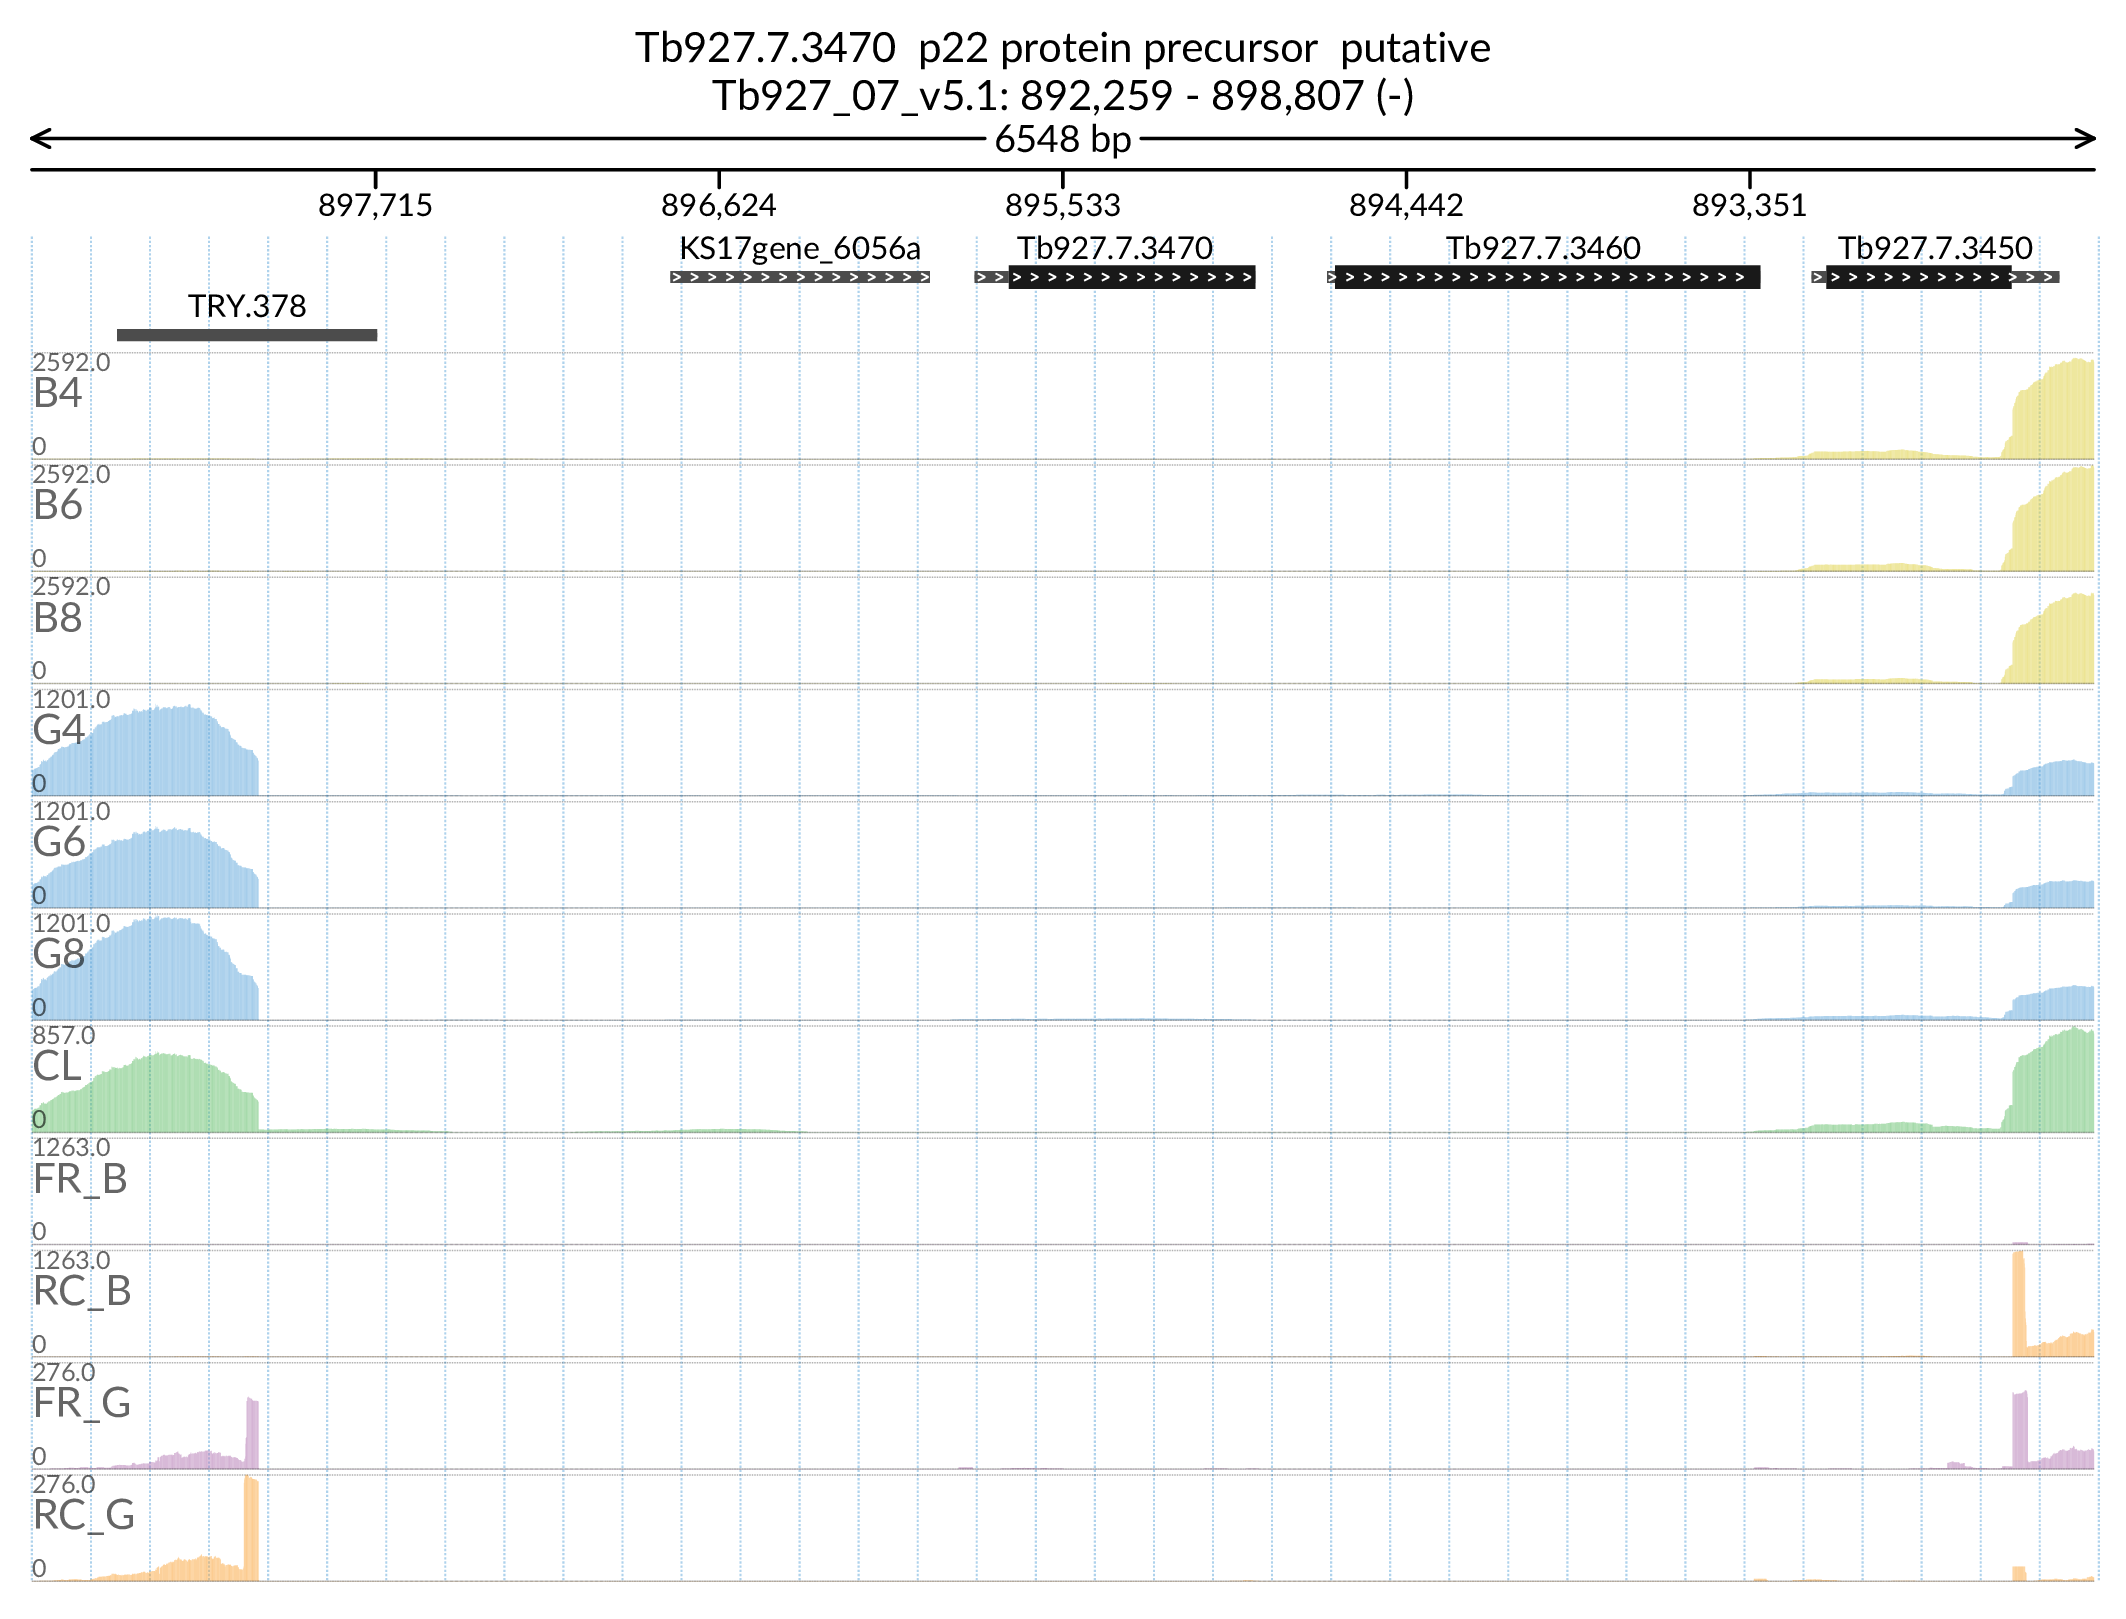 Tb927.7.3470  p22 protein precursor  putative
Tb927_07_v5.1: 892,259 - 898,807 (-)
6548 bp
897,715 896,624 895,533 894,442 893,351
KS17gene_6056a Tb927.7.3470 Tb927.7.3460 Tb927.7.3450
TRY.378
2592.0
B4
0
2592.0
B6
0
2592.0
B8
0
1201.0
G4
0
1201.0
G6
0
1201.0
G8
0
857.0
CL
0
1263.0
FR_B
0
1263.0
RC_B
0
276.0
FR_G
0
276.0
RC_G
0